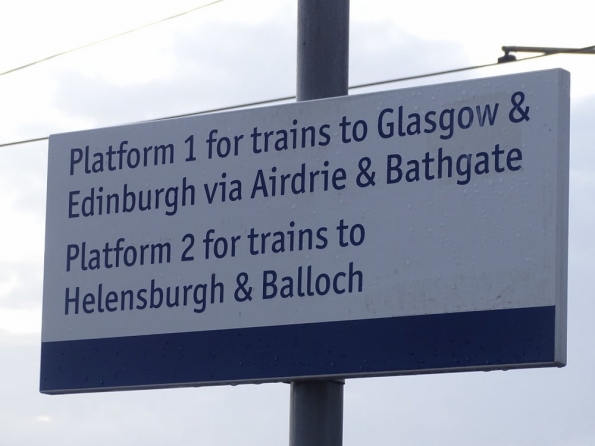 Platform 1 for trains to Glasgow &
Edinburgh via Airdrie & Bathgate
Platform 2 for trains to
Helensburgh & Balloch